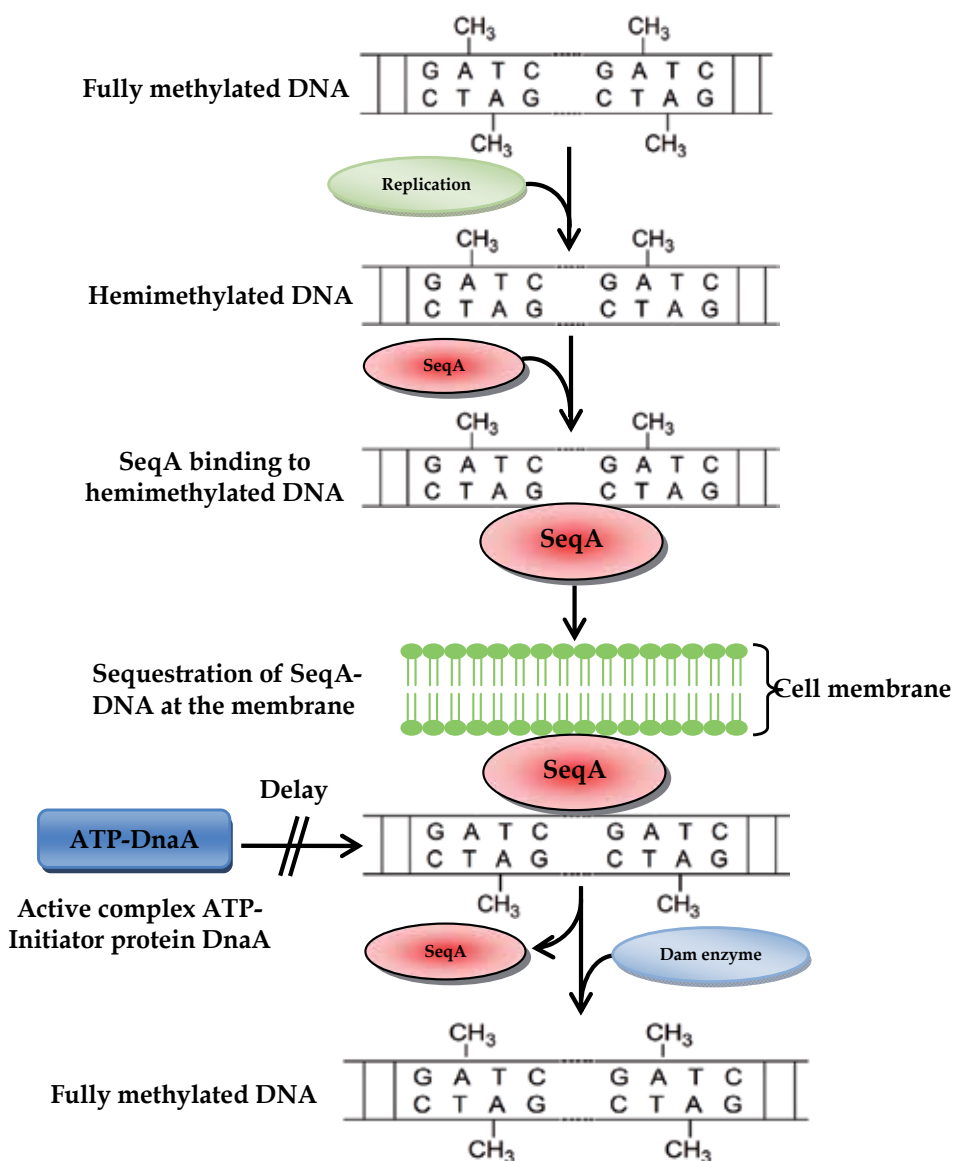 CH3 CH3
G A T C G A T C
Fully methylated DNA
C T A G C T A G
CH3 CH3
Replication
CH3 CH3
G A T C G A T C
Hemimethylated DNA
C T A G C T A G
SeqA
CH3 CH3
SeqA binding to
hemimethylated DNA
G A T C G A T C
C T A G C T A G
SeqA
Sequestration of SeqA-
DNA at the membrane
Cell membrane
SeqA
Delay
ATP-DnaA
G A T C G A T C
C T A G C T A G
CH3 CH3
Active complex ATP-
Initiator protein DnaA
SeqA
Dam enzyme
CH3 CH3
G A T C G A T C
Fully methylated DNA
C T A G C T A G
CH3 CH3